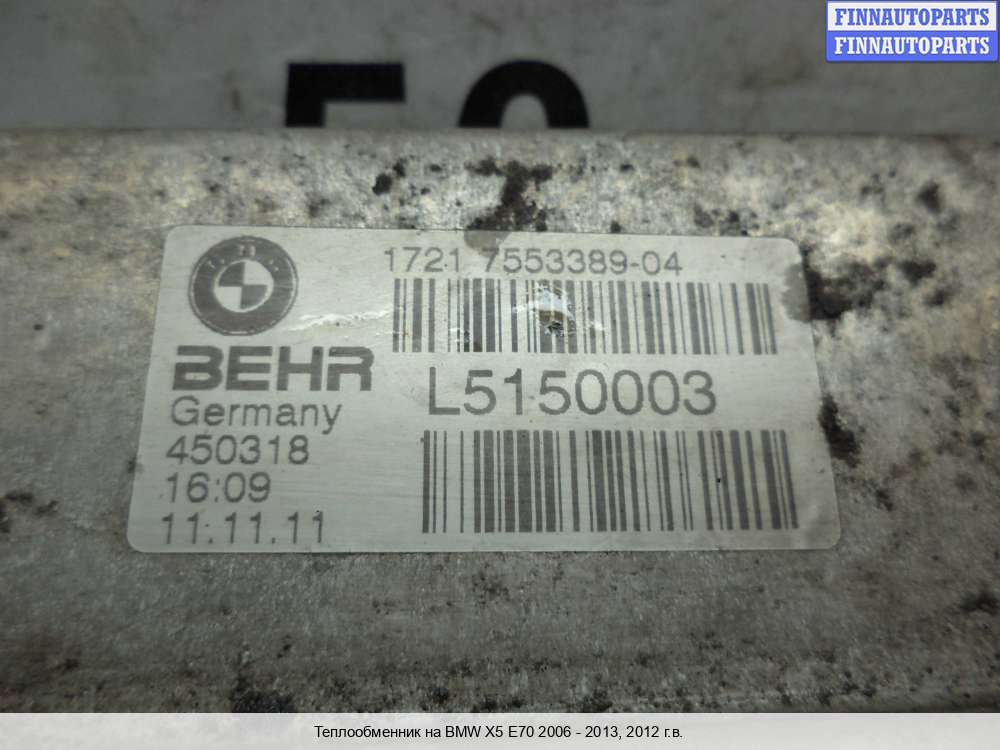 FINNAUTOPARTS
FINNAUTOPARTS
1721 7553389-04
BEHR
Germany
L5150003
450318
16:09
11.11.11
Теплообменник на BMW X5 E70 2006 - 2013, 2012 г.в.